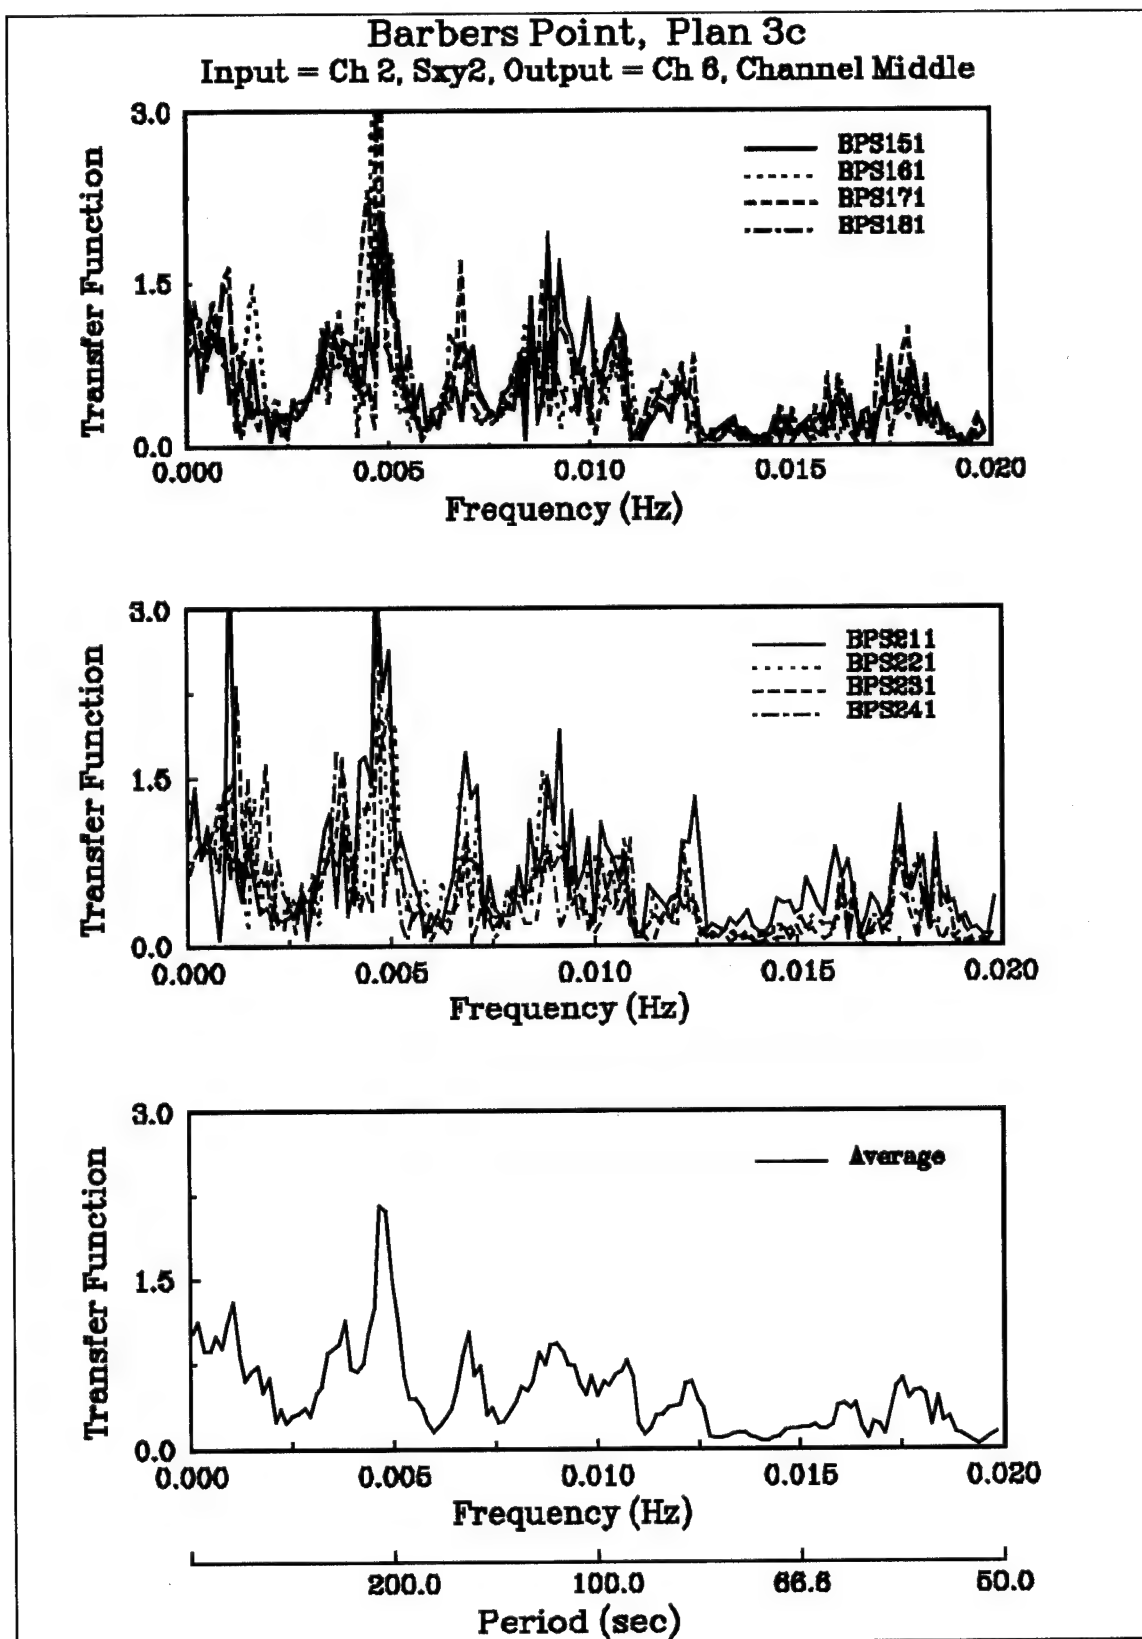 Barbers Point, Plan 3c
Input = Ch 2, Sxy2, Output = Ch 6, Channel Middle
3.0
1.5
0.0
Transfer Function
BPS151
BPS161
BPS171
BPS181
0.000 0.005 0.010 0.015 0.020
Frequency (Hz)
3.0
1.5
0.0
Transfer Function
BPS211
BPS221
BPS231
BPS241
0.000 0.005 0.010 0.015 0.020
Frequency (Hz)
3.0
1.5
0.0
Transfer Function
Average
0.000 0.005 0.010 0.015 0.020
Frequency (Hz)
200.0 100.0 66.6 50.0
Period (sec)